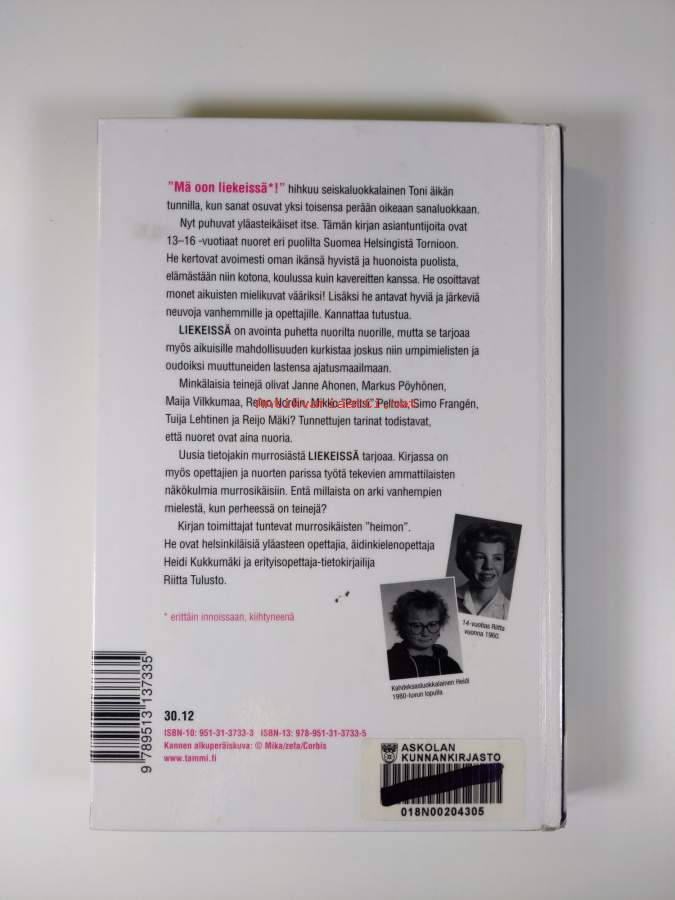 "Mä oon liekeissä*!" hihkuu seiskaluokkalainen Toni äikän
tunnilla, kun sanat osuvat yksi toisensa perään oikeaan sanaluokkaan.
Nyt puhuvat yläasteikäiset itse. Tämän kirjan asiantuntijoita ovat
13–16 -vuotiaat nuoret eri puolilta Suomea Helsingistä Tornioon.
He kertovat avoimesti oman ikänsä hyvistä ja huonoista puolista,
elämästään niin kotona, koulussa kuin kavereitten kanssa. He osoittavat
monet aikuisten mielikuvat vääriksi! Lisäksi he antavat hyviä ja järkeviä
neuvoja vanhemmille ja opettajille. Kannattaa tutustua.
LIEKEISSÄ on avointa puhetta nuorilta nuorille, mutta se tarjoaa
myös aikuisille mahdollisuuden kurkistaa joskus niin umpimielisten ja
oudoiksi muuttuneiden lastensa ajatusmaailmaan.
Minkälaisia teinejä olivat Janne Ahonen, Markus Pöyhönen,
Maija Vilkkumaa, Reino Nordin, Mikko "Peltsi" Peltola, Simo Frangén,
Tuija Lehtinen ja Reijo Mäki? Tunnettujen tarinat todistavat,
että nuoret ovat aina nuoria.
Uusia tietojakin murrosiästä LIEKEISSÄ tarjoaa. Kirjassa on
myös opettajien ja nuorten parissa työtä tekevien ammattilaisten
näkökulmia murrosikäisiin. Entä millaista on arki vanhempien
mielestä, kun perheessä on teinejä?
Kirjan toimittajat tuntevat murrosikäisten "heimon".
He ovat helsinkiläisiä yläasteen opettajia, äidinkielenopettaja
Heidi Kukkumäki ja erityisopettaja-tietokirjailija
Riitta Tulusto.
* erittäin innoissaan, kiihtyneenä
14-vuotias Riitta
vuonna 1960.
Kahdeksasluokkalainen Heidi
1980-luvun lopulla
30.12
ISBN-10: 951-31-3733-3 ISBN-13: 978-951-31-3733-5
Kannen alkuperäiskuva: © Mika/zefa/Corbis
www.tammi.fi
9 789513 137335
ASKOLAN
KUNNANKIRJASTO
018N00204305